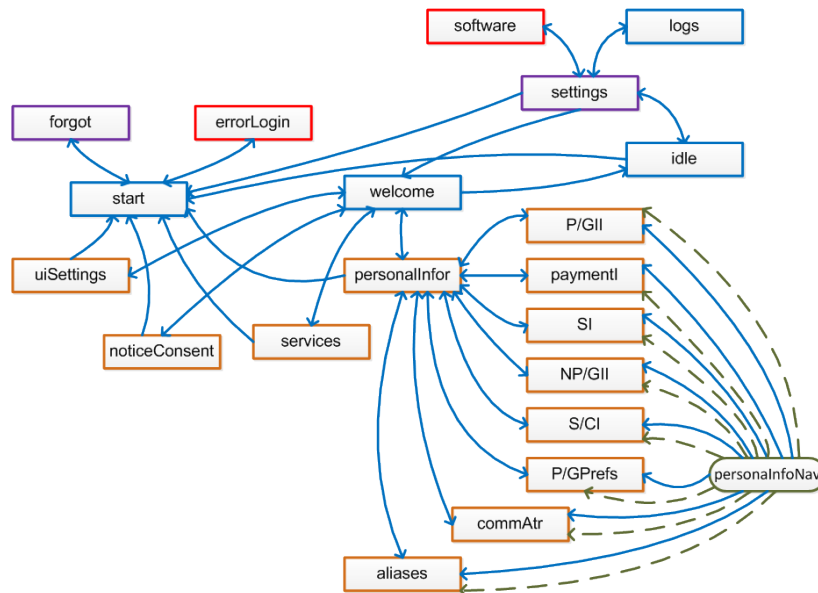 software
logs
settings
forgot
errorLogin
idle
welcome
start
P/GII
uiSettings
personalInfor
paymentI
SI
noticeConsent
services
NP/GII
S/CI
P/GPrefs
personaInfoNav
commAtr
aliases